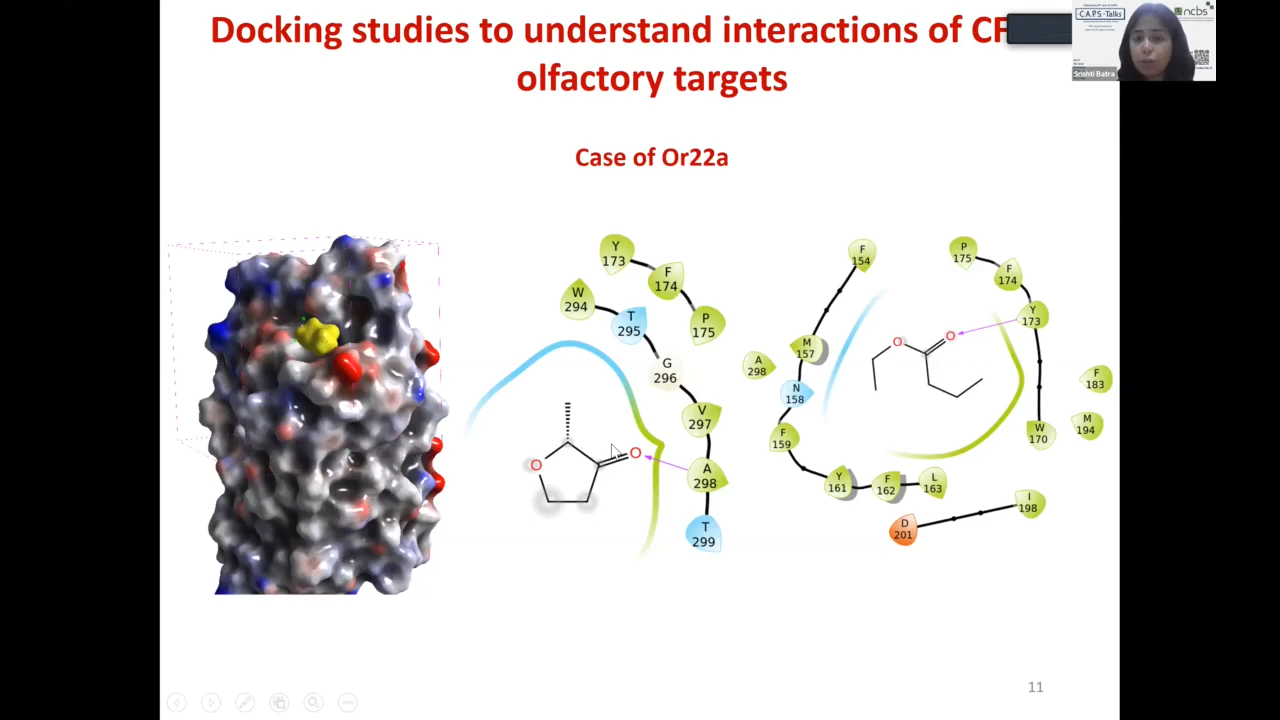 Docking studies to understand interactions of CF
olfactory targets
Case of Or22a
C.A.P.S-Talks
ncbs
Srishti Batra
Y
173
F
174
P
175
W
294
T
295
G
296
V
297
A
298
T
299
O
O
F
154
M
157
A
298
N
158
F
159
Y
161
F
162
L
163
D
201
I
198
P
175
F
174
Y
173
W
170
F
183
M
194
O
O
11